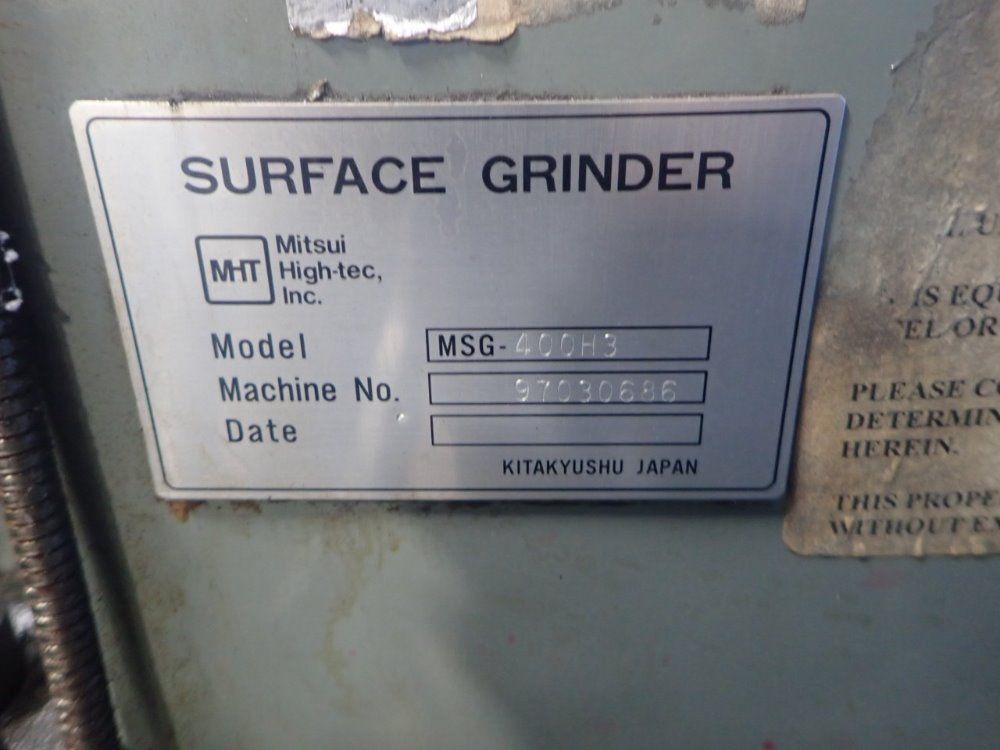 SURFACE GRINDER
MHT
Mitsui
High-tec,
Inc.
Model MSG-400H3
Machine No. 97030686
Date
KITAKYUSHU JAPAN
IS EQU
EL OR
PLEASE C
DETERMIN
HEREIN.
THIS PROPE
WITHOUT EX